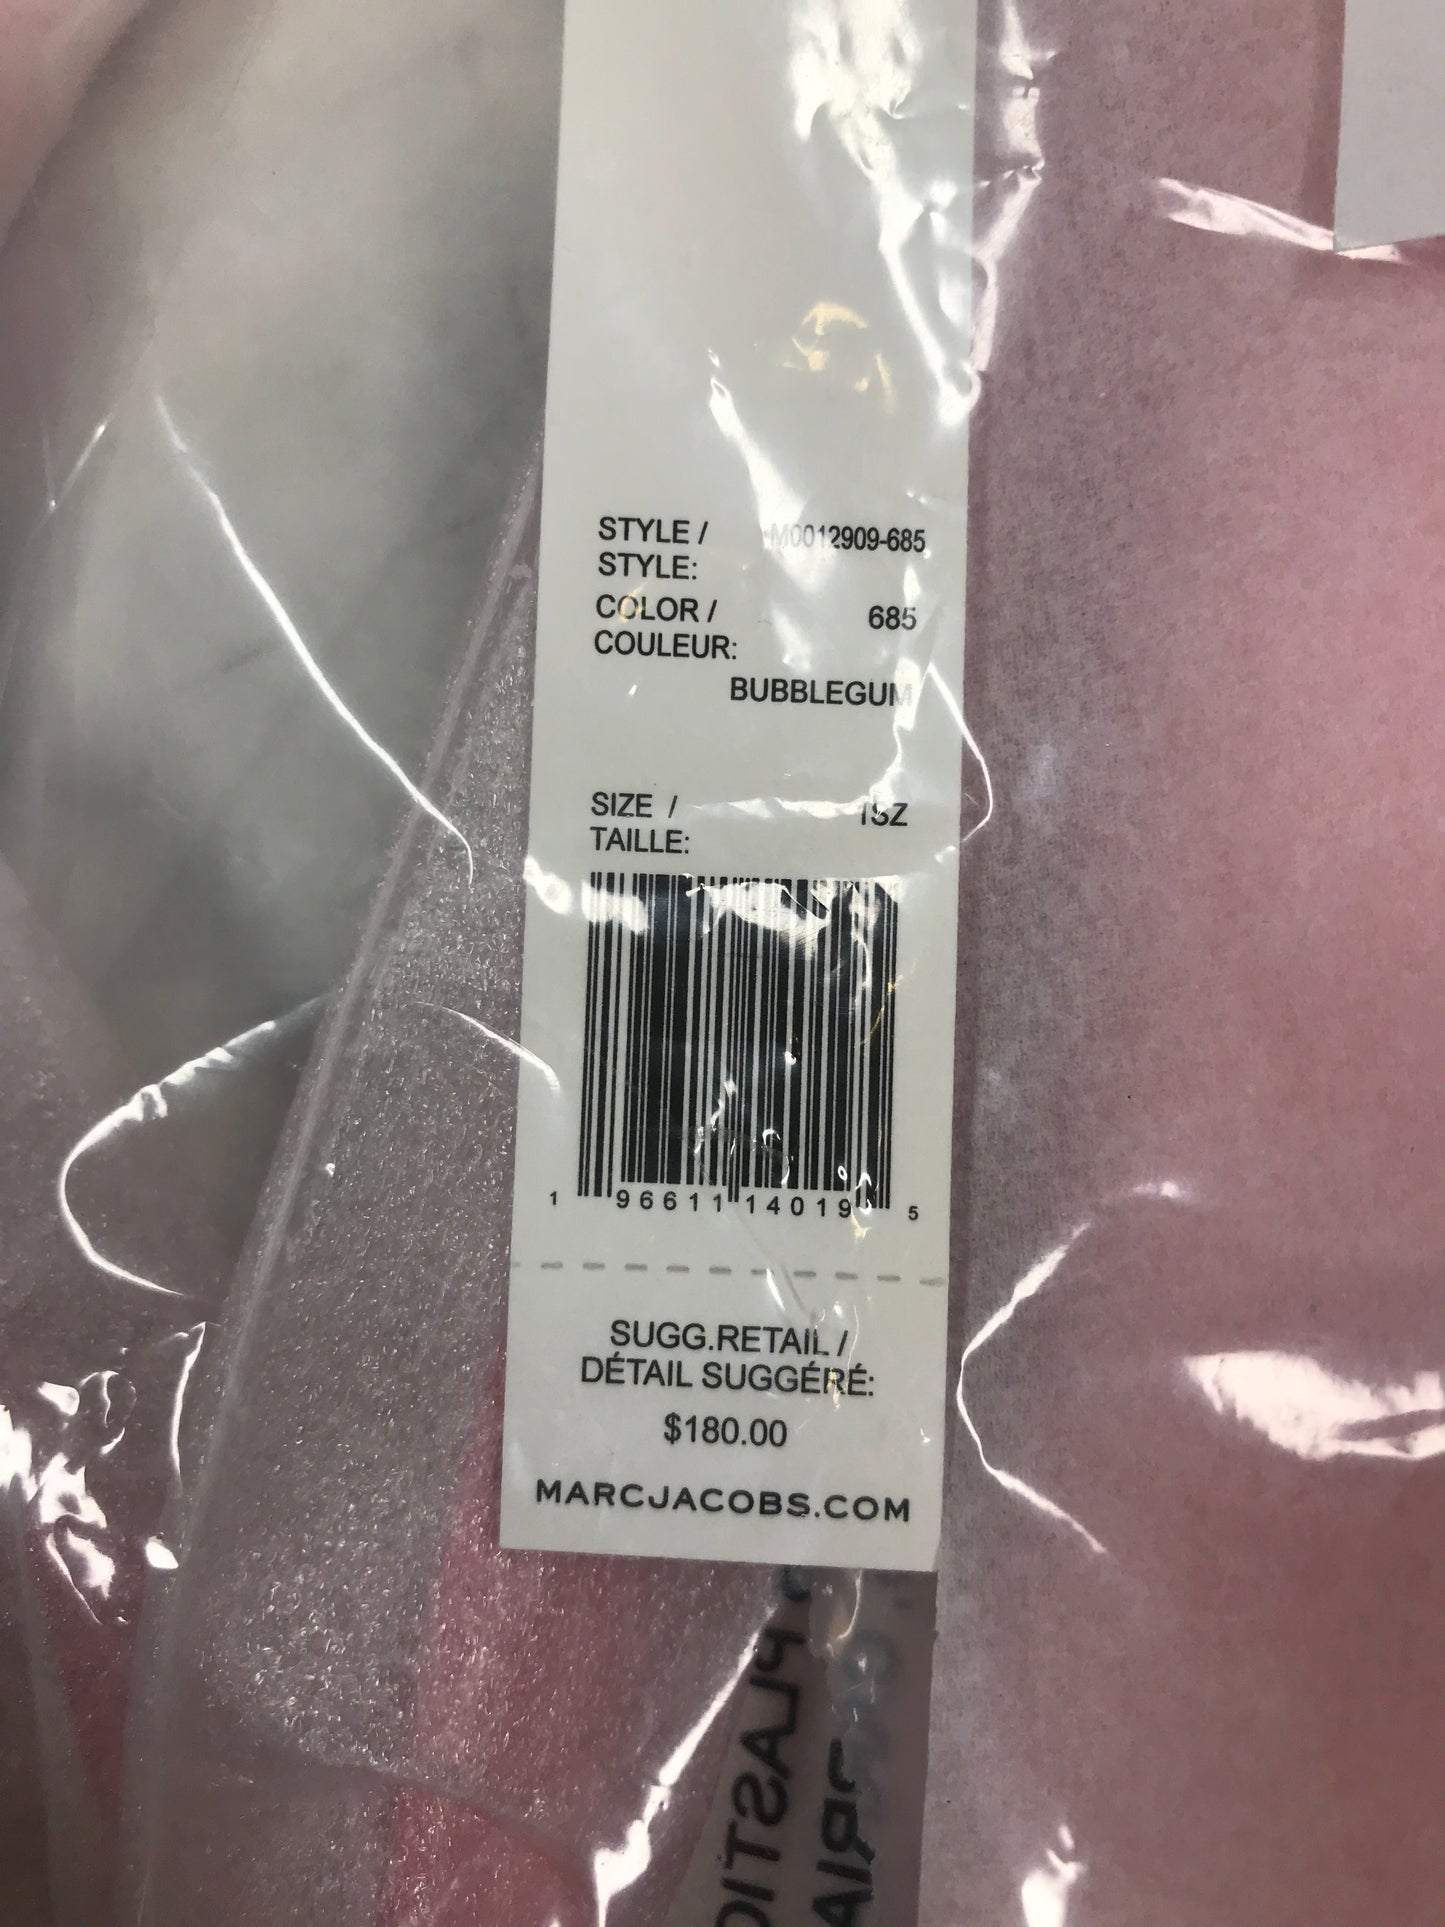 STYLE / M0012909-685
STYLE:
COLOR / 685
COULEUR:
BUBBLEGUM
SIZE / 1SZ
TAILLE:
1 96611 14019 5
SUGG.RETAIL /
DÉTAIL SUGGÉRÉ:
$180.00
MARCJACOBS.COM